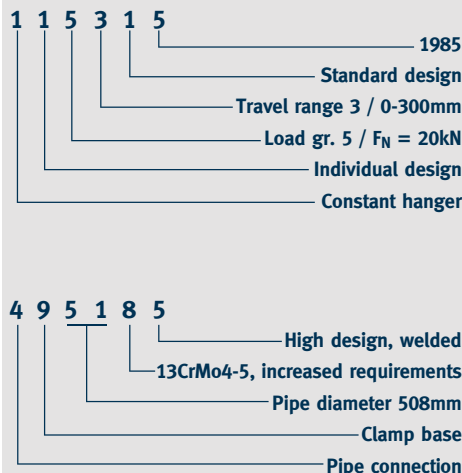 1 1 5 3 1 5
1985
Standard design
Travel range 3 / 0-300mm
Load gr. 5 / FN = 20kN
Individual design
Constant hanger
4 9 5 1 8 5
High design, welded
13CrMo4-5, increased requirements
Pipe diameter 508mm
Clamp base
Pipe connection